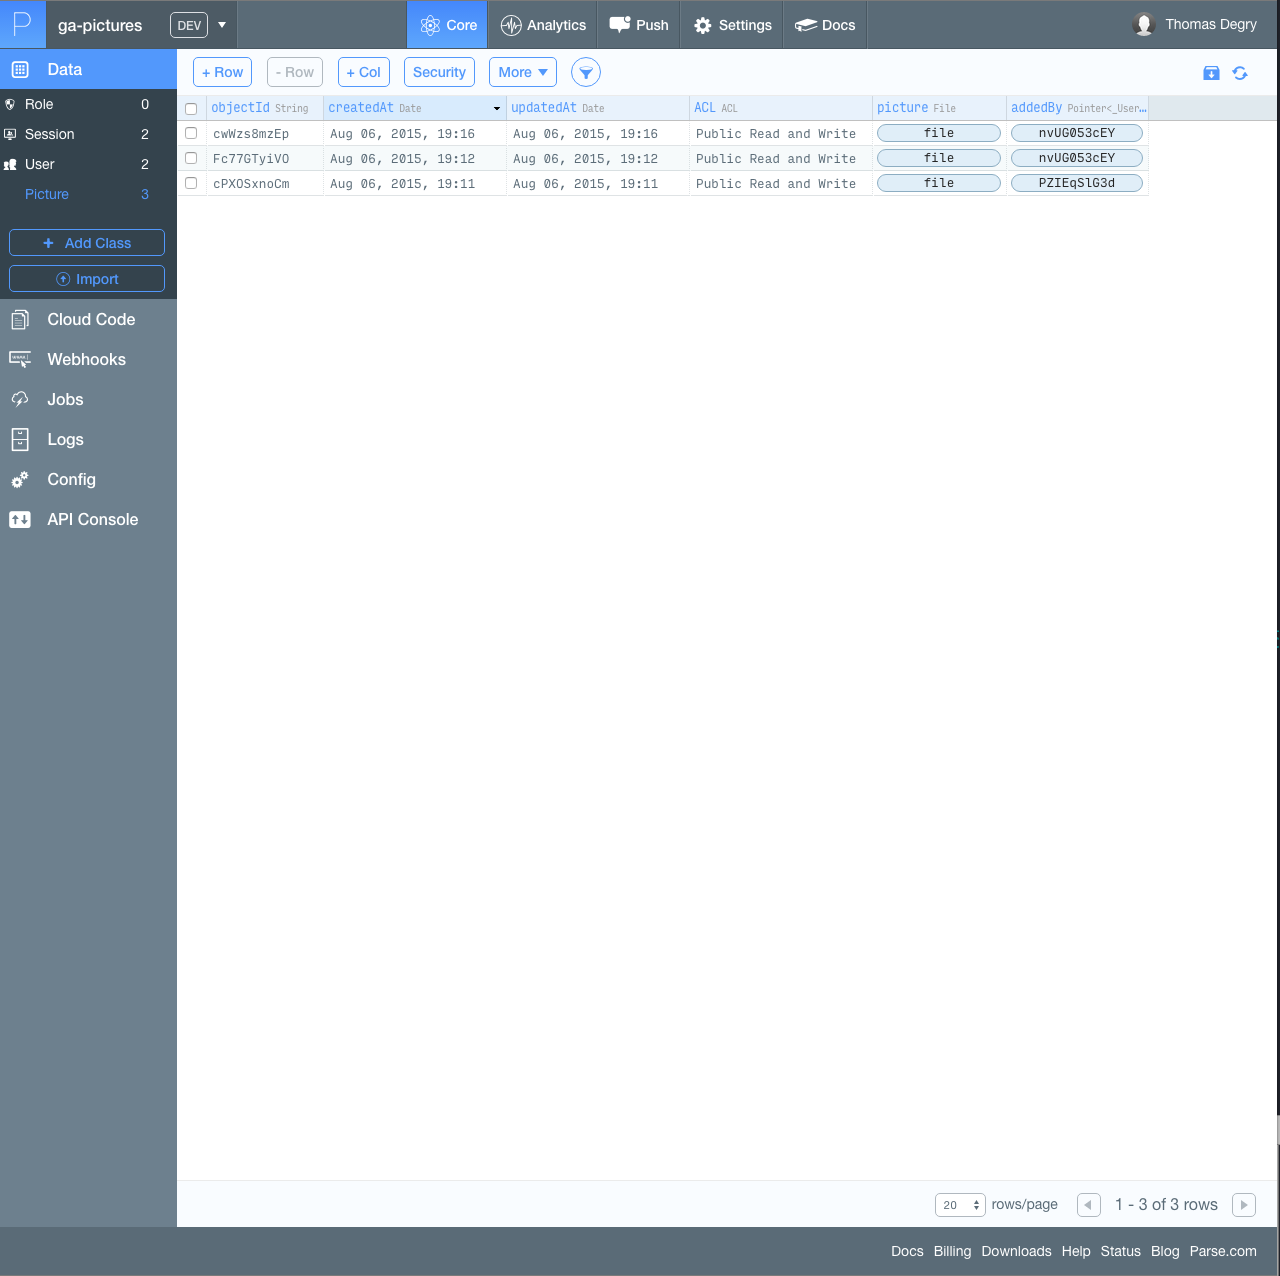 P ga-pictures DEV Core Analytics Push Settings Docs Thomas Degry
Data
Role 0
Session 2
User 2
Picture 3
+ Add Class
Import
Cloud Code
Webhooks
Jobs
Logs
Config
API Console
+ Row - Row + Col Security More
objectId String createdAt Date updatedAt Date ACL ACL picture File addedBy Pointer<_User…
cwWzs8mzEp Aug 06, 2015, 19:16 Aug 06, 2015, 19:16 Public Read and Write file nvUG053cEY
Fc77GTyiVO Aug 06, 2015, 19:12 Aug 06, 2015, 19:12 Public Read and Write file nvUG053cEY
cPXOSxnoCm Aug 06, 2015, 19:11 Aug 06, 2015, 19:11 Public Read and Write file PZIEqSlG3d
20 rows/page 1 - 3 of 3 rows
Docs Billing Downloads Help Status Blog Parse.com